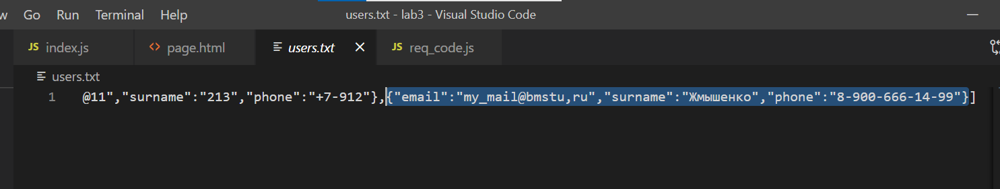 Go Run Terminal Help users.txt - lab3 - Visual Studio Code
JS index.js <> page.html users.txt JS req_code.js
users.txt
1 @11","surname":"213","phone":"+7-912"},{"email":"my_mail@bmstu,ru","surname":"Жмышенко","phone":"8-900-666-14-99"}]